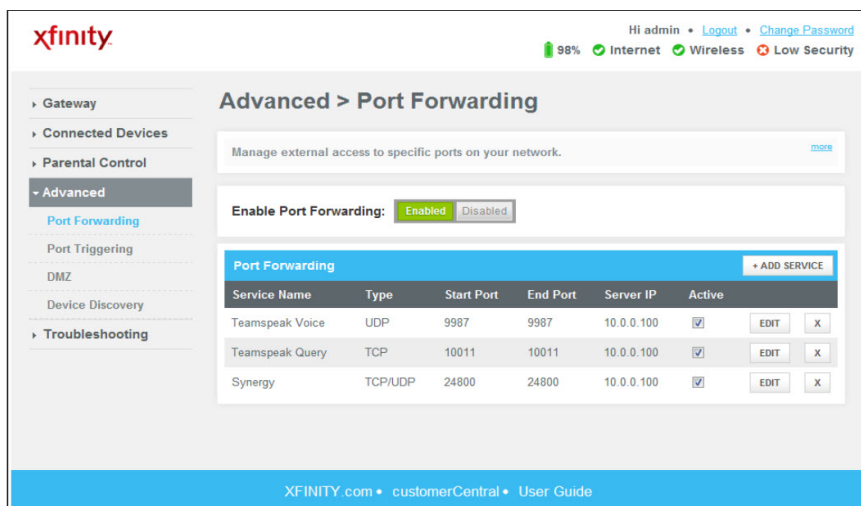 xfinity.
Hi admin • Logout • Change Password
98% Internet Wireless Low Security
Gateway
Connected Devices
Parental Control
Advanced
Port Forwarding
Port Triggering
DMZ
Device Discovery
Troubleshooting
Advanced > Port Forwarding
Manage external access to specific ports on your network. more
Enable Port Forwarding: Enabled Disabled
Port Forwarding + ADD SERVICE
Service Name Type Start Port End Port Server IP Active
Teamspeak Voice UDP 9987 9987 10.0.0.100 EDIT X
Teamspeak Query TCP 10011 10011 10.0.0.100 EDIT X
Synergy TCP/UDP 24800 24800 10.0.0.100 EDIT X
XFINITY.com • customerCentral • User Guide